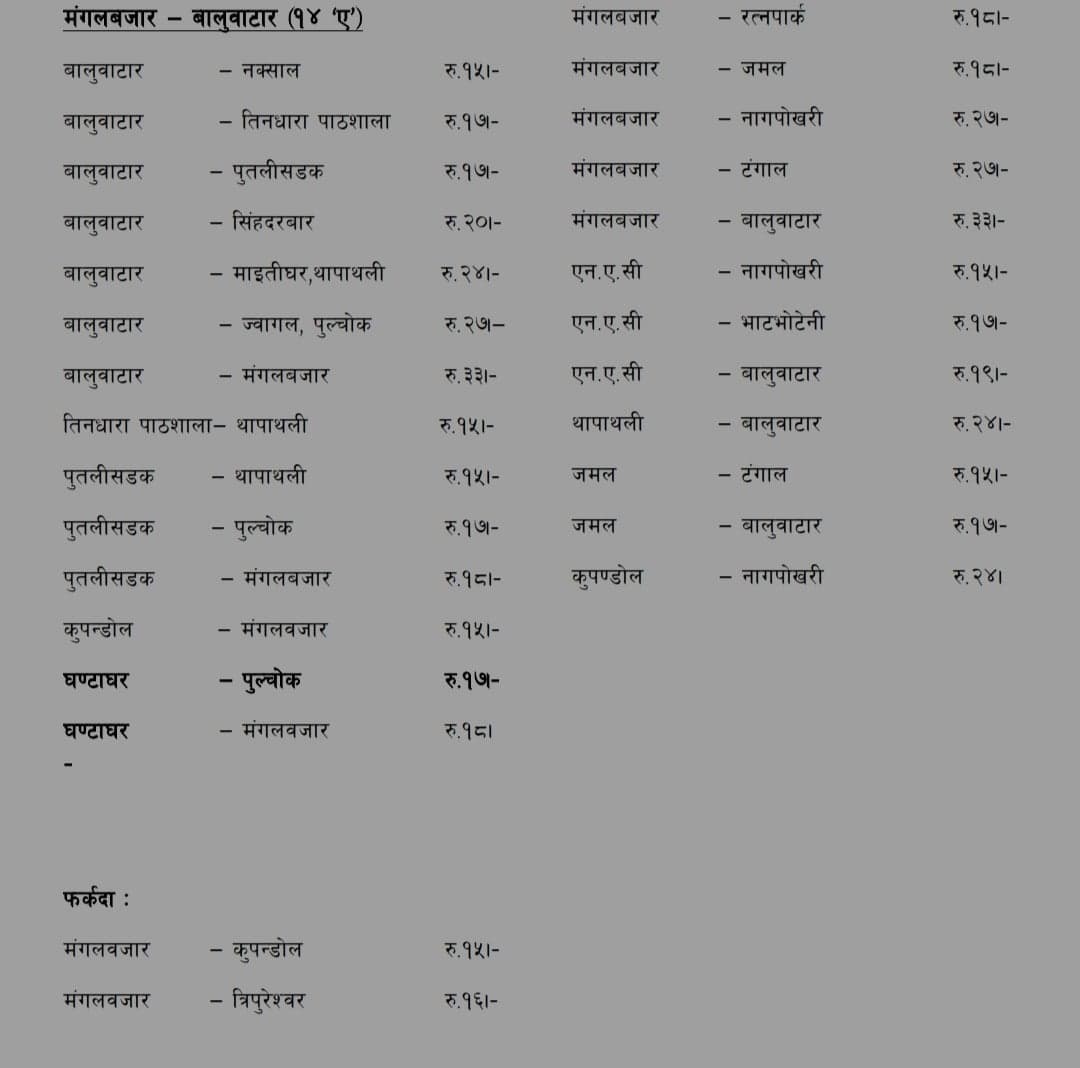 मंगलबजार – बालुवाटार (१४ 'ए')
बालुवाटार – नक्साल रु.१५।-
बालुवाटार – तिनधारा पाठशाला रु.१७।-
बालुवाटार – पुतलीसडक रु.१७।-
बालुवाटार – सिंहदरबार रु.२०।-
बालुवाटार – माइतीघर,थापाथली रु.२४।-
बालुवाटार – ज्वागल, पुल्चोक रु.२७।–
बालुवाटार – मंगलबजार रु.३३।-
तिनधारा पाठशाला– थापाथली रु.१५।-
पुतलीसडक – थापाथली रु.१५।-
पुतलीसडक – पुल्चोक रु.१७।-
पुतलीसडक – मंगलबजार रु.१८।-
कुपन्डोल – मंगलवजार रु.१५।-
घण्टाघर – पुल्चोक रु.१७।-
घण्टाघर – मंगलवजार रु.१८।
-
फर्कदा :
मंगलवजार – कुपन्डोल रु.१५।-
मंगलवजार – त्रिपुरेश्वर रु.१६।-
मंगलबजार – रत्नपार्क रु.१८।-
मंगलबजार – जमल रु.१८।-
मंगलबजार – नागपोखरी रु.२७।-
मंगलबजार – टंगाल रु.२७।-
मंगलबजार – बालुवाटार रु.३३।-
एन.ए.सी – नागपोखरी रु.१५।-
एन.ए.सी – भाटभोटेनी रु.१७।-
एन.ए.सी – बालुवाटार रु.१९।-
थापाथली – बालुवाटार रु.२४।-
जमल – टंगाल रु.१५।-
जमल – बालुवाटार रु.१७।-
कुपण्डोल – नागपोखरी रु.२४।